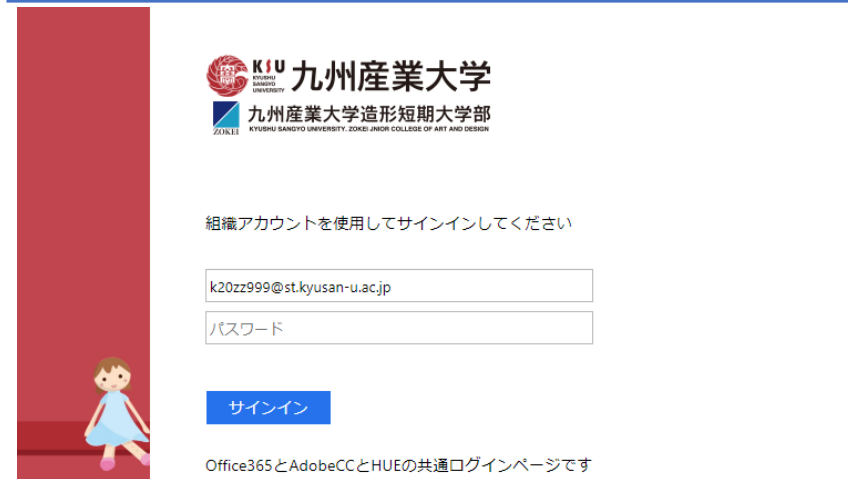 KSU 九州産業大学
KYUSHU
SANGYO
UNIVERSITY
九州産業大学造形短期大学部
ZOKEI KYUSHU SANGYO UNIVERSITY. ZOKEI JNIOR COLLEGE OF ART AND DESIGN
組織アカウントを使用してサインインしてください
k20zz999@st.kyusan-u.ac.jp
パスワード
サインイン
Office365とAdobeCCとHUEの共通ログインページです